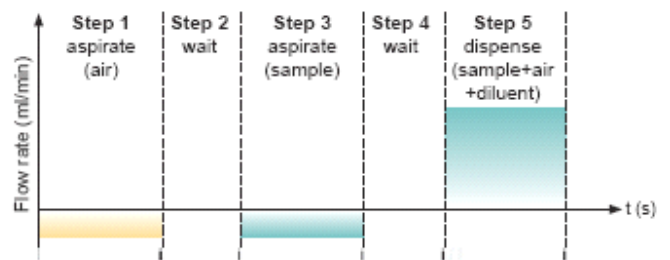 Step 1
aspirate
(air)
Step 2
wait
Step 3
aspirate
(sample)
Step 4
wait
Step 5
dispense
(sample+air
+diluent)
Flow rate (ml/min)
t (s)